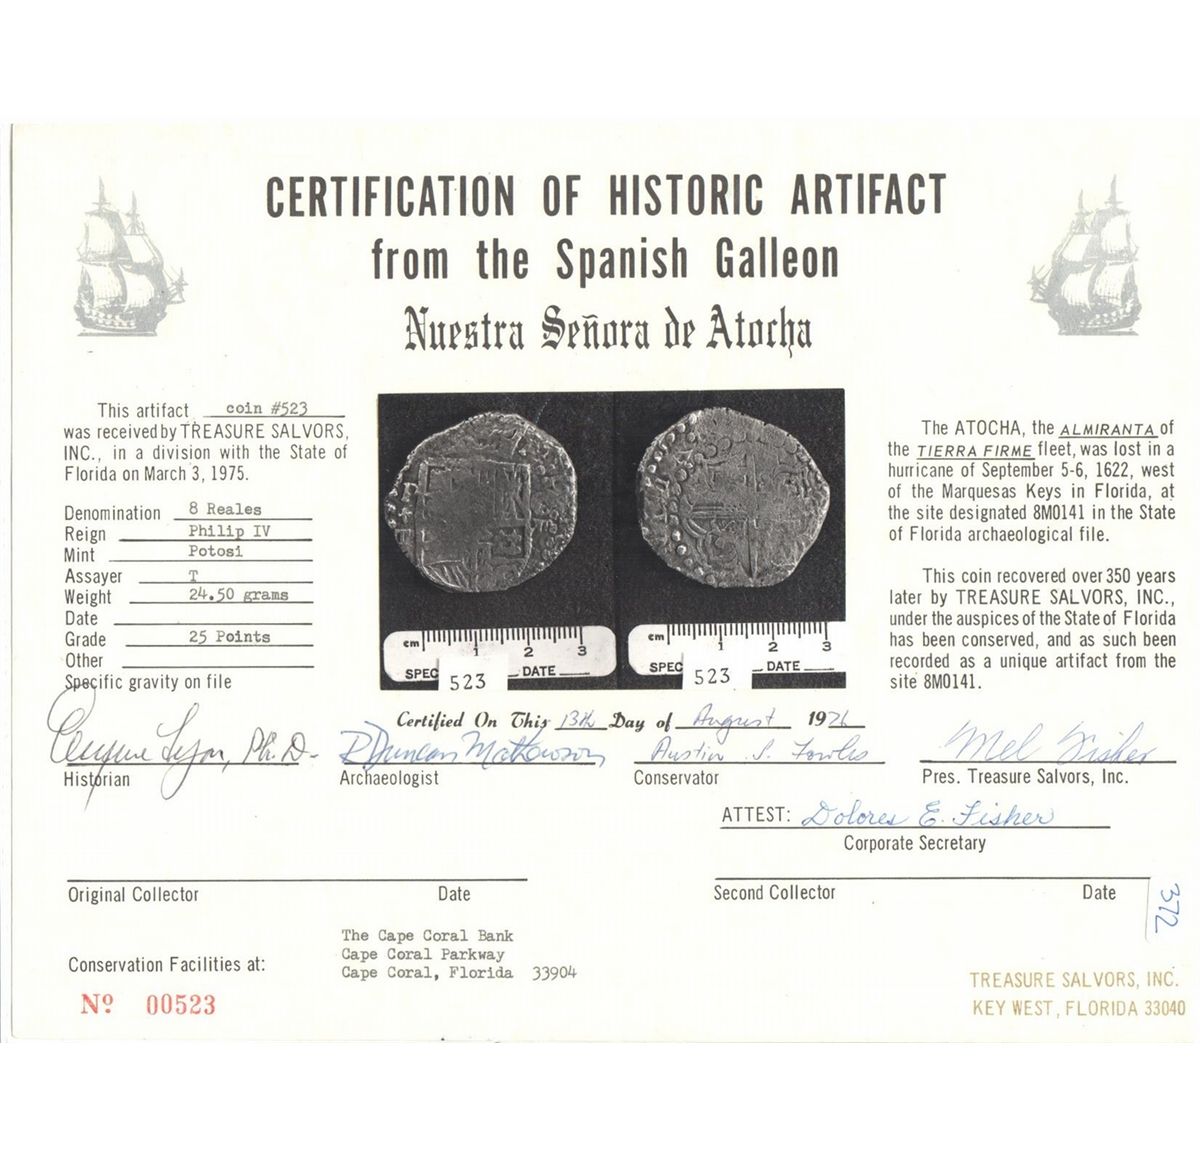 CERTIFICATION OF HISTORIC ARTIFACT
from the Spanish Galleon
Nuestra Señora de Atocha
This artifact coin #523
was received by TREASURE SALVORS,
INC., in a division with the State of
Florida on March 3, 1975.
Denomination 8 Reales
Reign Philip IV
Mint Potosi
Assayer T
Weight 24.50 grams
Date
Grade 25 Points
Other
Specific gravity on file
cm 1 2 3
SPEC 523 DATE
cm 1 2 3
SPEC 523 DATE
The ATOCHA, the ALMIRANTA of
the TIERRA FIRME fleet, was lost in a
hurricane of September 5-6, 1622, west
of the Marquesas Keys in Florida, at
the site designated 8M0141 in the State
of Florida archaeological file.
This coin recovered over 350 years
later by TREASURE SALVORS, INC.,
under the auspices of the State of Florida
has been conserved, and as such been
recorded as a unique artifact from the
site 8M0141.
Certified On This 13th Day of August 1976
Eugene Lyon, Ph.D.
Historian
R Duncan Mathewson
Archaeologist
Austin S. Fowles
Conservator
Mel Fisher
Pres. Treasure Salvors, Inc.
ATTEST: Dolores E. Fisher
Corporate Secretary
Original Collector Date
Second Collector Date
372
Conservation Facilities at:
The Cape Coral Bank
Cape Coral Parkway
Cape Coral, Florida 33904
Nº 00523
TREASURE SALVORS, INC.
KEY WEST, FLORIDA 33040